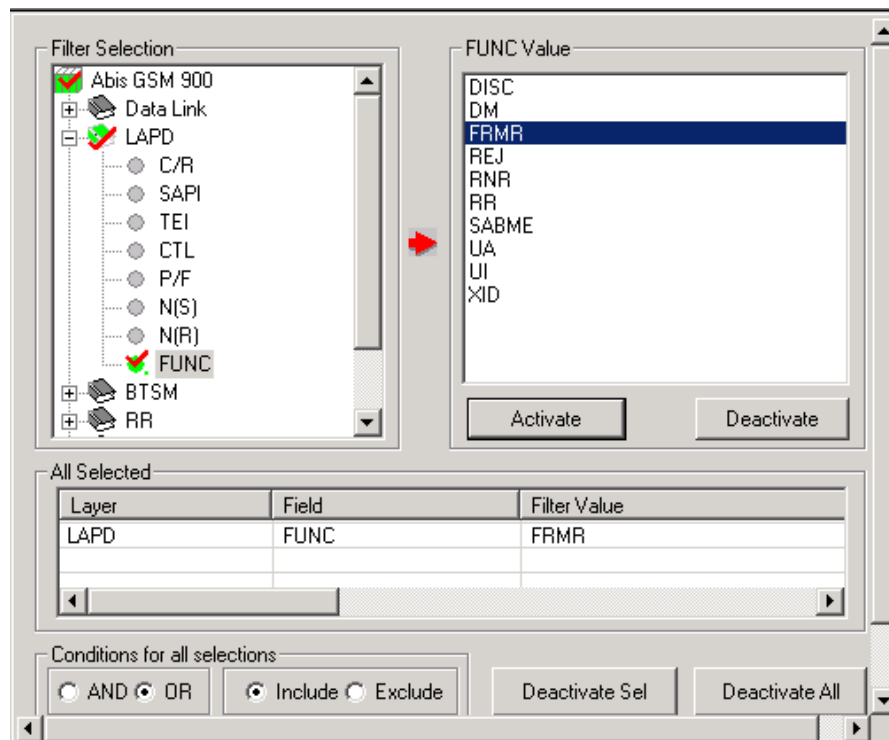 Filter Selection
Abis GSM 900
Data Link
LAPD
C/R
SAPI
TEI
CTL
P/F
N(S)
N(R)
FUNC
BTSM
RR
FUNC Value
DISC
DM
FRMR
REJ
RNR
RR
SABME
UA
UI
XID
Activate Deactivate
All Selected
Layer Field Filter Value
LAPD FUNC FRMR
Conditions for all selections
AND OR Include Exclude Deactivate Sel Deactivate All